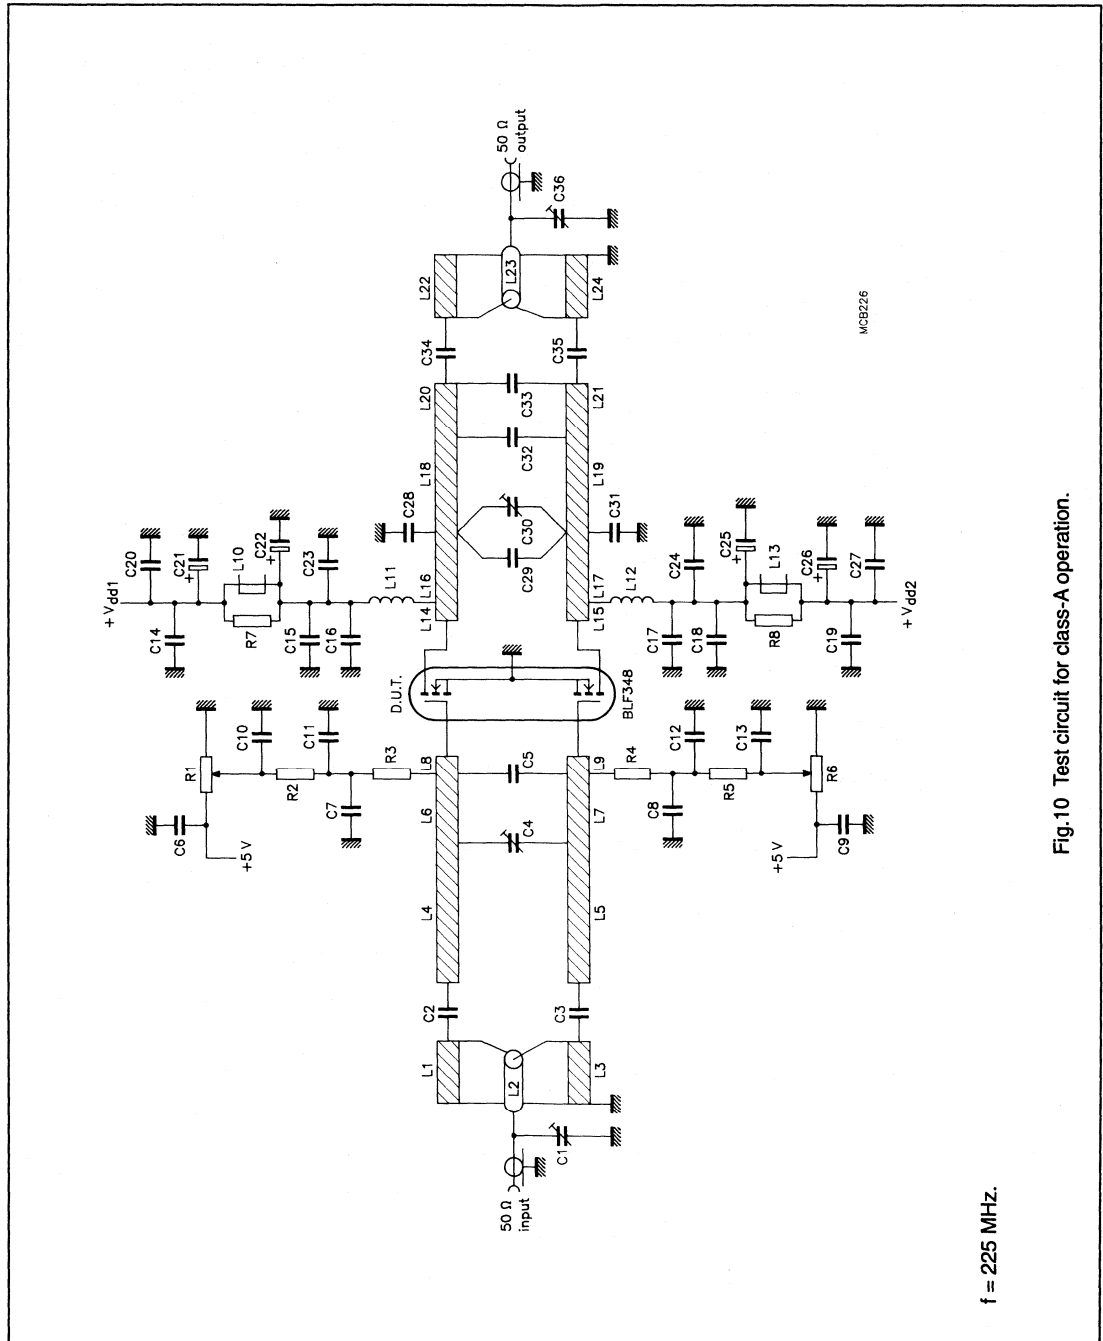 50 Ω
output
C36
L22
L23
L24
MCB226
C34
C35
L20
C33
L21
C32
L18
L19
C28
C30
C31
C29
C20
C21
L10
C22
C23
L11
L16
L14
+Vdd1
C14
R7
C15
C16
L17
L15
L12
C24
C25
L13
C26
C27
C17
C18
R8
C19
+Vdd2
D.U.T.
BLF348
R1
C10
C11
R2
R3
C7
C6
+5 V
L8
L6
C5
C4
L9
L7
R4
C12
C13
R5
R6
C8
C9
+5 V
L4
L5
C2
C3
L1
L2
L3
C1
50 Ω
input
Fig.10 Test circuit for class-A operation.
f = 225 MHz.